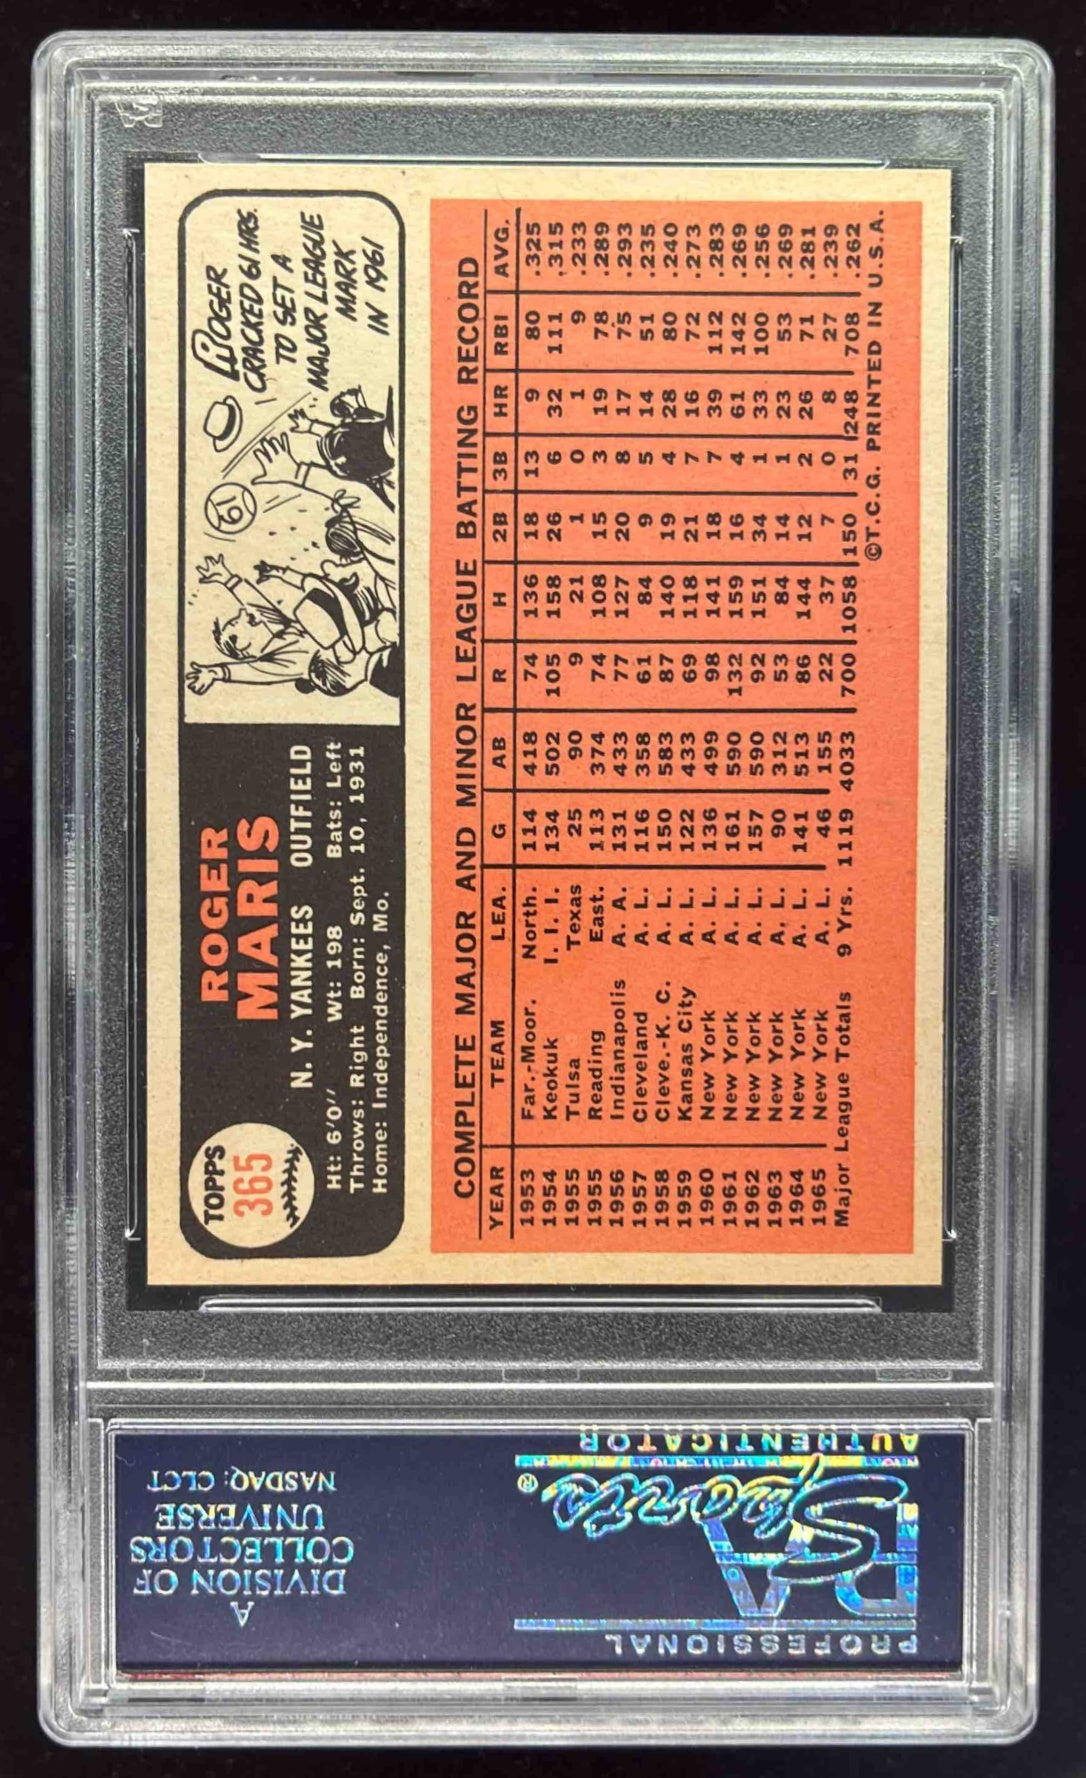 TOPPS
365
ROGER
MARIS
N. Y. YANKEES OUTFIELD
Ht: 6'0'' Wt: 198 Bats: Left
Throws: Right Born: Sept. 10, 1931
Home: Independence, Mo.
61
ROGER
CRACKED 61 HRS.
TO SET A
MAJOR LEAGUE
MARK
IN 1961
COMPLETE MAJOR AND MINOR LEAGUE BATTING RECORD
YEAR TEAM LEA. G AB R H 2B 3B HR RBI AVG.
1953 Far.-Moor. North. 114 418 74 136 18 13 9 80 .325
1954 Keokuk I. I. I. 134 502 105 158 26 6 32 111 .315
1955 Tulsa Texas 25 90 9 21 1 0 1 9 .233
1955 Reading East. 113 374 74 108 15 3 19 78 .289
1956 Indianapolis A. A. 131 433 77 127 20 8 17 75 .293
1957 Cleveland A. L. 116 358 61 84 9 5 14 51 .235
1958 Cleve.-K. C. A. L. 150 583 87 140 19 4 28 80 .240
1959 Kansas City A. L. 122 433 69 118 21 7 16 72 .273
1960 New York A. L. 136 499 98 141 18 7 39 112 .283
1961 New York A. L. 161 590 132 159 16 4 61 142 .269
1962 New York A. L. 157 590 92 151 34 1 33 100 .256
1963 New York A. L. 90 312 53 84 14 1 23 53 .269
1964 New York A. L. 141 513 86 144 12 2 26 71 .281
1965 New York A. L. 46 155 22 37 7 0 8 27 .239
Major League Totals 9 Yrs. 1119 4033 700 1058 150 31 248 708 .262
©T.C.G. PRINTED IN U.S.A.
PROFESSIONAL
PSA
Sports®
AUTHENTICATOR
A
DIVISION OF
COLLECTORS
UNIVERSE
NASDAQ: CLCT